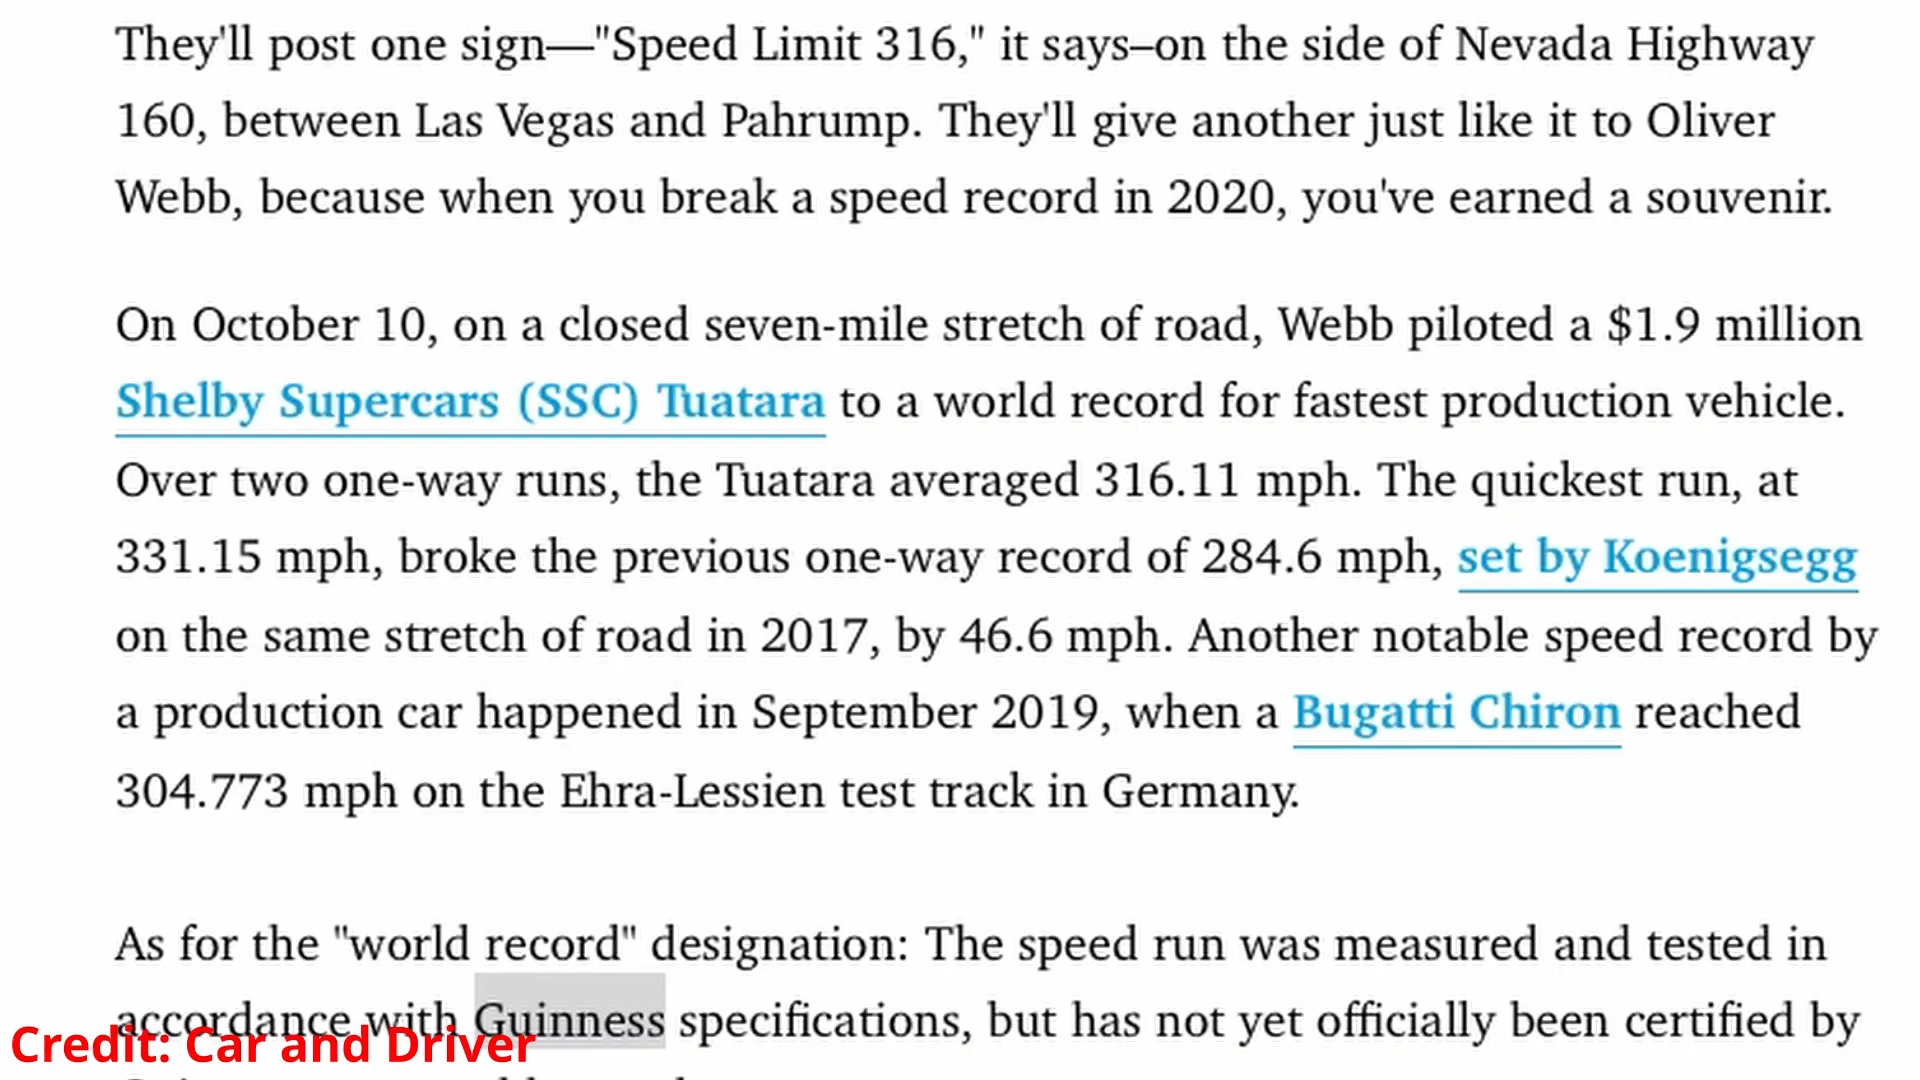 They'll post one sign—"Speed Limit 316," it says–on the side of Nevada Highway
160, between Las Vegas and Pahrump. They'll give another just like it to Oliver
Webb, because when you break a speed record in 2020, you've earned a souvenir.
On October 10, on a closed seven-mile stretch of road, Webb piloted a $1.9 million
Shelby Supercars (SSC) Tuatara to a world record for fastest production vehicle.
Over two one-way runs, the Tuatara averaged 316.11 mph. The quickest run, at
331.15 mph, broke the previous one-way record of 284.6 mph, set by Koenigsegg
on the same stretch of road in 2017, by 46.6 mph. Another notable speed record by
a production car happened in September 2019, when a Bugatti Chiron reached
304.773 mph on the Ehra-Lessien test track in Germany.
As for the "world record" designation: The speed run was measured and tested in
accordance with Guinness specifications, but has not yet officially been certified by
Credit: Car and Driver